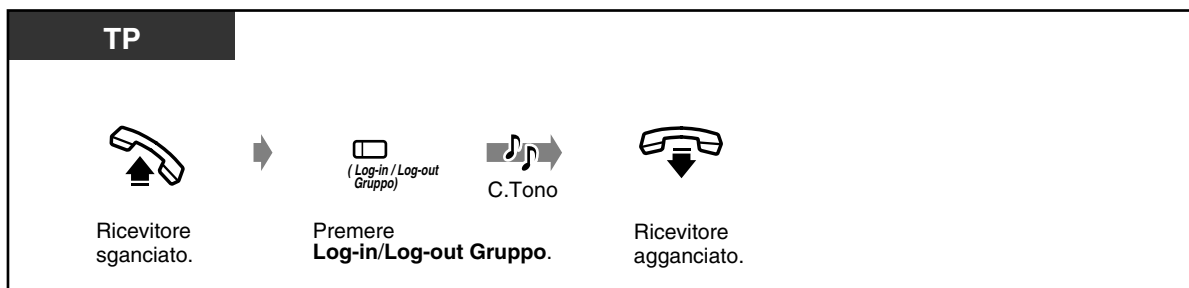 TP
( Log-in / Log-out
Gruppo)
C.Tono
Ricevitore
sganciato.
Premere
Log-in/Log-out Gruppo.
Ricevitore
agganciato.